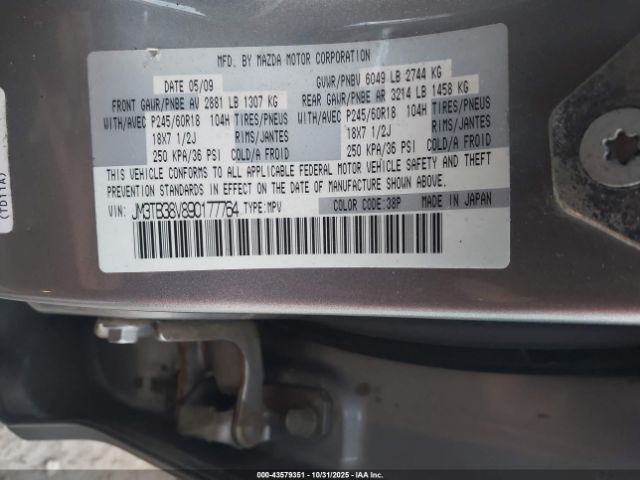 MFD. BY MAZDA MOTOR CORPORATION
DATE 05/09 GVWR/PNBV 6049 LB 2744 KG
FRONT GAWR/PNBE AV 2881 LB 1307 KG REAR GAWR/PNBE AR 3214 LB 1458 KG
WITH/AVEC P245/60R18 104H TIRES/PNEUS WITH/AVEC P245/60R18 104H TIRES/PNEUS
18X7 1/2J RIMS/JANTES 18X7 1/2J RIMS/JANTES
250 KPA/36 PSI COLD/A FROID 250 KPA/36 PSI COLD/A FROID
THIS VEHICLE CONFORMS TO ALL APPLICABLE FEDERAL MOTOR VEHICLE SAFETY AND THEFT
PREVENTION STANDARDS IN EFFECT ON THE DATE OF MANUFACTURE SHOWN ABOVE.
VIN: JM3TB38V890177764 TYPE:MPV COLOR CODE:38P MADE IN JAPAN
(TD11A)
000-43579351 - 10/31/2025 - Copart, Inc.